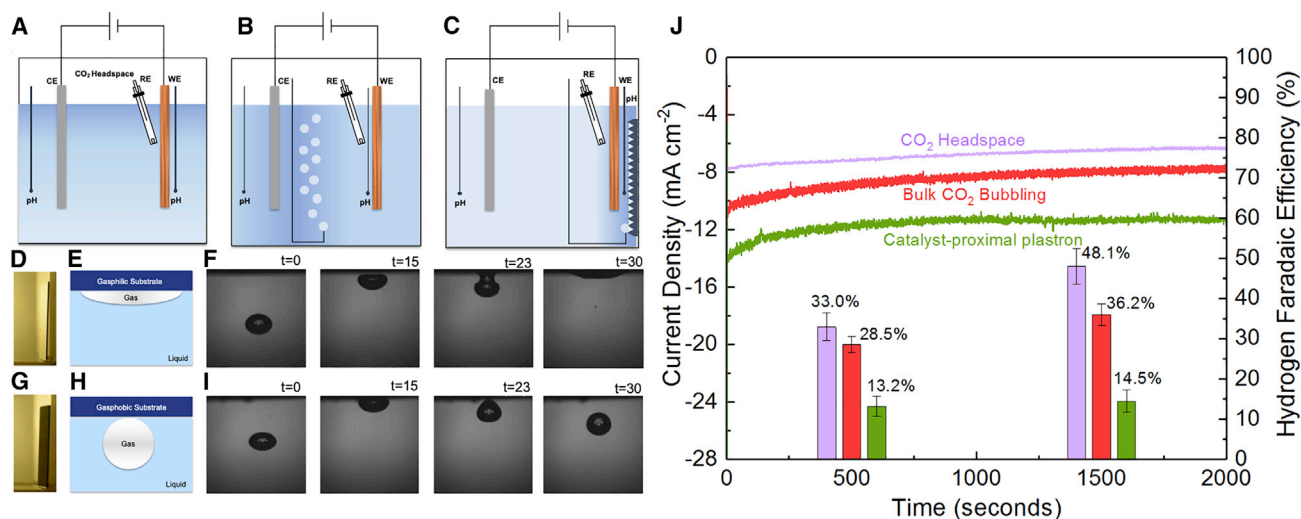 A
CO₂ Headspace
CE
RE
WE
pH
pH
B
CE
RE
WE
pH
pH
C
CE
RE
WE
pH
pH
D
E
Gasphilic Substrate
Gas
Liquid
F
t=0
t=15
t=23
t=30
G
H
Gasphobic Substrate
Gas
Liquid
I
t=0
t=15
t=23
t=30
J
Current Density (mA cm⁻²)
0
-4
-8
-12
-16
-20
-24
-28
CO₂ Headspace
Bulk CO₂ Bubbling
Catalyst-proximal plastron
33.0%
28.5%
13.2%
48.1%
36.2%
14.5%
0
500
1000
1500
2000
Time (seconds)
100
90
80
70
60
50
40
30
20
10
0
Hydrogen Faradaic Efficiency (%)